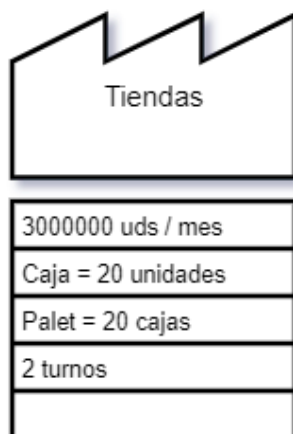 Tiendas
3000000 uds / mes
Caja = 20 unidades
Palet = 20 cajas
2 turnos